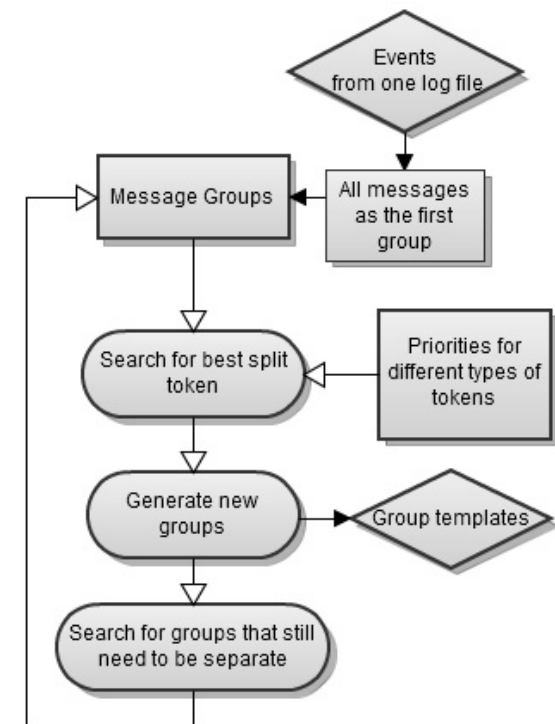 Events
from one log file
All messages
as the first
group
Message Groups
Search for best split
token
Priorities for
different types of
tokens
Generate new
groups
Group templates
Search for groups that still
need to be separate